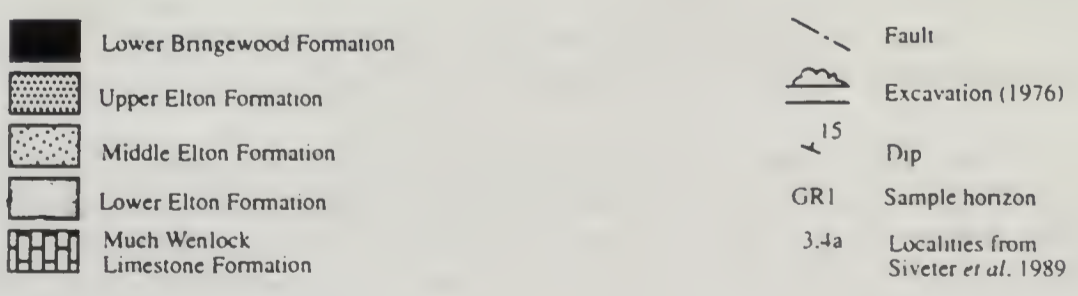 Lower Bringewood Formation
Upper Elton Formation
Middle Elton Formation
Lower Elton Formation
Much Wenlock
Limestone Formation
Fault
Excavation (1976)
15
Dip
GR1 Sample horizon
3.4a Localities from
Siveter et al. 1989